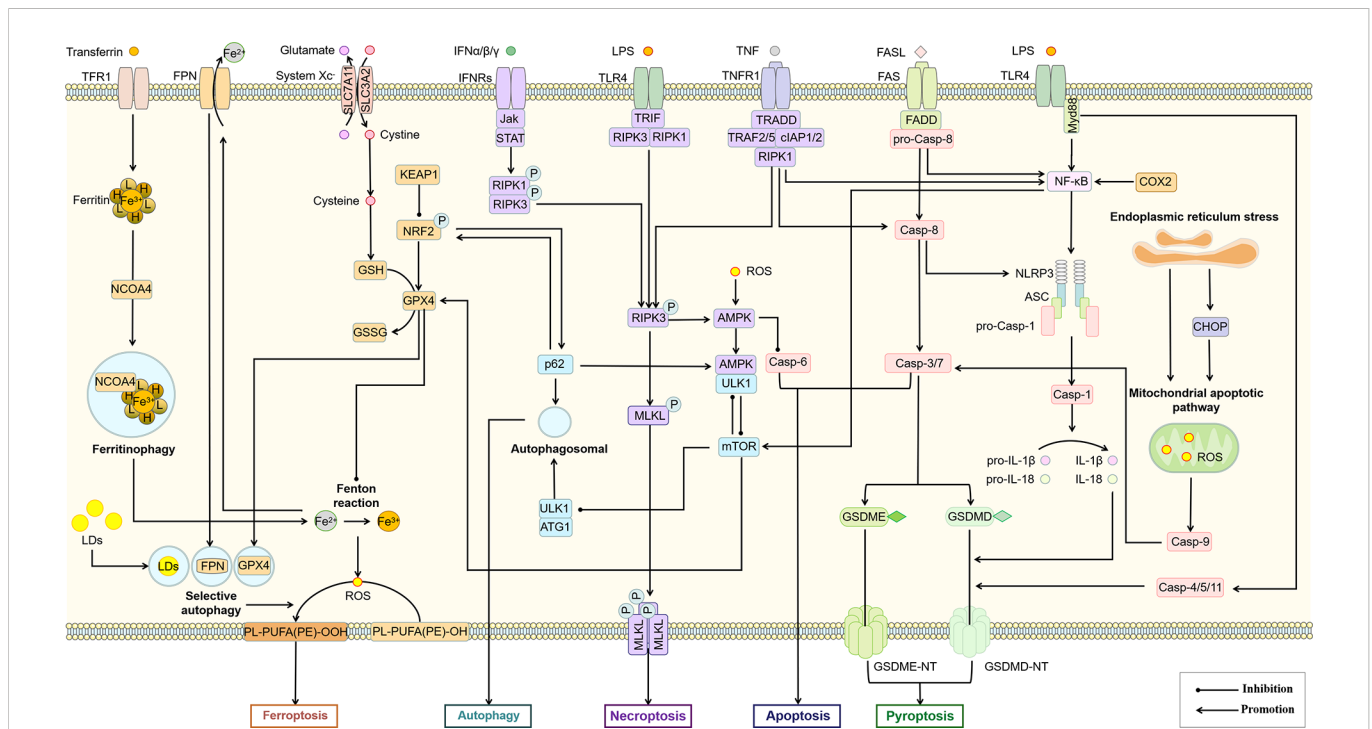 Transferrin
Fe²⁺
Glutamate
IFNα/β/γ
LPS
TNF
FASL
LPS
TFR1
FPN
System Xc⁻
SLC7A11
SLC3A2
IFNRs
TLR4
TNFR1
FAS
TLR4
Jak
STAT
TRIF
RIPK3
RIPK1
TRADD
TRAF2/5
cIAP1/2
RIPK1
FADD
pro-Casp-8
Myd88
Cystine
KEAP1
RIPK1
P
RIPK3
P
NF-κB
COX2
Ferritin
L
H
H
Fe³⁺
L
L
H
Cysteine
NRF2
P
Casp-8
Endoplasmic reticulum stress
GSH
ROS
NLRP3
NCOA4
GPX4
ASC
GSSG
RIPK3
P
AMPK
pro-Casp-1
CHOP
p62
AMPK
ULK1
Casp-6
Casp-3/7
NCOA4
L
H
H
Fe³⁺
L
L
H
Casp-1
Mitochondrial apoptotic
pathway
MLKL
P
Ferritinophagy
Autophagosomal
mTOR
ROS
pro-IL-1β
IL-1β
pro-IL-18
IL-18
Fenton
reaction
ULK1
ATG1
Fe²⁺
Fe³⁺
GSDME
GSDMD
LDs
Casp-9
LDs
FPN
GPX4
ROS
Casp-4/5/11
Selective
autophagy
P
P
P
PL-PUFA(PE)-OOH
PL-PUFA(PE)-OH
MLKL
MLKL
GSDME-NT
GSDMD-NT
Inhibition
Promotion
Ferroptosis
Autophagy
Necroptosis
Apoptosis
Pyroptosis